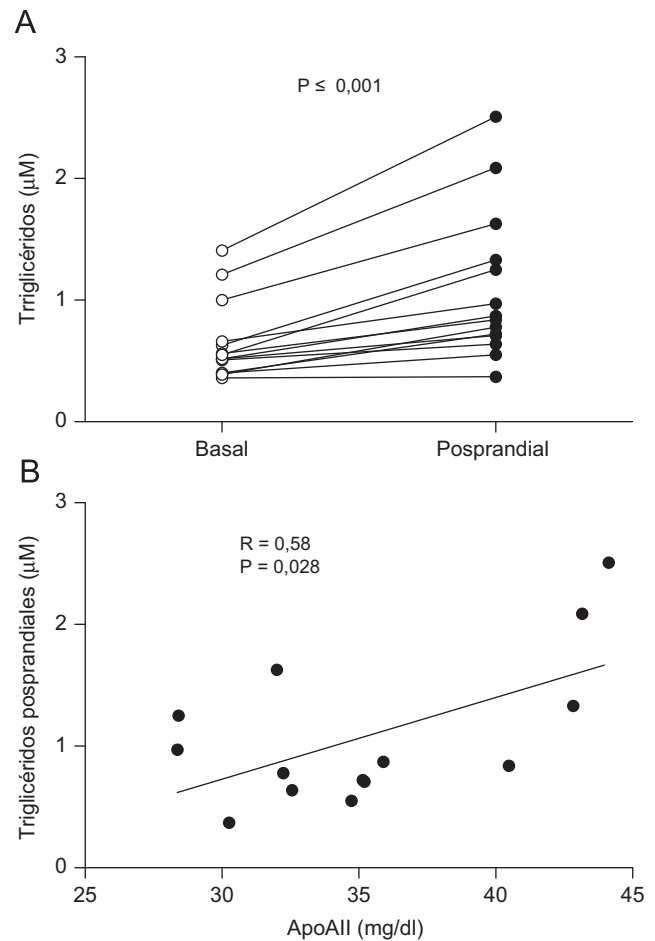 A
3
P ≤ 0,001
2
1
0
Trriglicéridos (μM)
Basal Posprandial
B
3
R = 0,58
P = 0,028
2
1
0
Triglicéridos posprandiales (μM)
25 30 35 40 45
ApoAII (mg/dl)